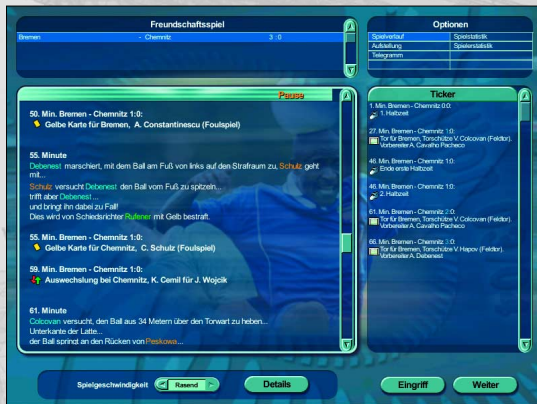 Freundschaftsspiel
Bremen - Chemnitz 3 :0
Optionen
Spielverlauf Spielstatistik
Aufstellung Spielerstatistik
Telegramm
Pause
50. Min. Bremen - Chemnitz 1:0:
Gelbe Karte für Bremen, A. Constantinescu (Foulspiel)
55. Minute
Debenest marschiert, mit dem Ball am Fuß von links auf den Strafraum zu, Schulz geht
mit...
Schulz versucht Debenest den Ball vom Fuß zu spitzeln...
trifft aber Debenest...
und bringt ihn dabei zu Fall!
Dies wird von Schiedsrichter Rufener mit Gelb bestraft.
55. Min. Bremen - Chemnitz 1:0:
Gelbe Karte für Chemnitz, C. Schulz (Foulspiel)
59. Min. Bremen - Chemnitz 1:0:
Auswechslung bei Chemnitz, K. Cemil für J. Wojcik
61. Minute
Colcovan versucht, den Ball aus 34 Metern über den Torwart zu heben...
Unterkante der Latte...
der Ball springt an den Rücken von Peskowa...
Ticker
1. Min. Bremen - Chemnitz 0:0:
1. Halbzeit
27. Min. Bremen - Chemnitz 1:0:
Tor für Bremen, Torschütze V. Colcovan (Feldtor).
Vorbereiter A. Cavalho Pacheco
46. Min. Bremen - Chemnitz 1:0:
Ende erste Halbzeit
46. Min. Bremen - Chemnitz 1:0:
2. Halbzeit
61. Min. Bremen - Chemnitz 2:0:
Tor für Bremen, Torschütze V. Colcovan (Feldtor).
Vorbereiter A. Cavalho Pacheco
66. Min. Bremen - Chemnitz 3:0:
Tor für Bremen, Torschütze V. Hapov (Feldtor).
Vorbereiter A. Debenest
Spielgeschwindigkeit Rasend Details Eingriff Weiter